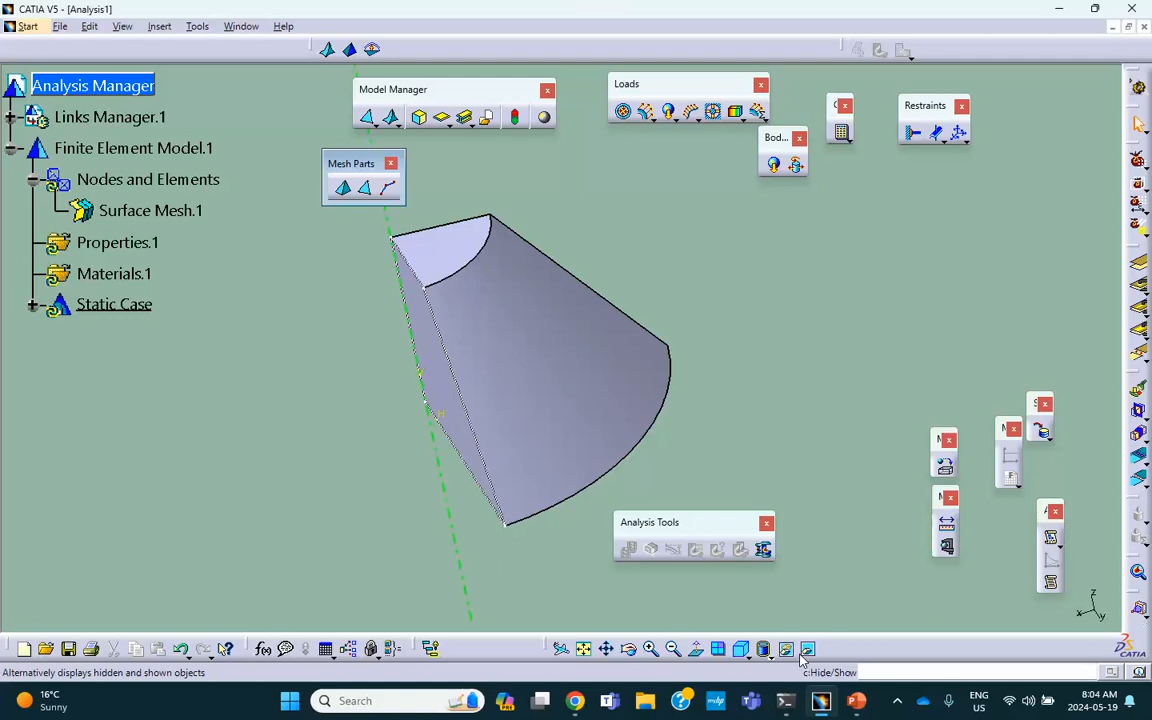 CATIA V5 - [Analysis1]
Start File Edit View Insert Tools Window Help
Analysis Manager
Links Manager.1
Finite Element Model.1
Nodes and Elements
Surface Mesh.1
Properties.1
Materials.1
Static Case
Model Manager
Mesh Parts
Loads
Bod...
Restraints
Analysis Tools
V
H
z
x
y
CATIA
Alternatively displays hidden and shown objects
c:Hide/Show
16°C
Sunny
Search
ENG
US
8:04 AM
2024-05-19